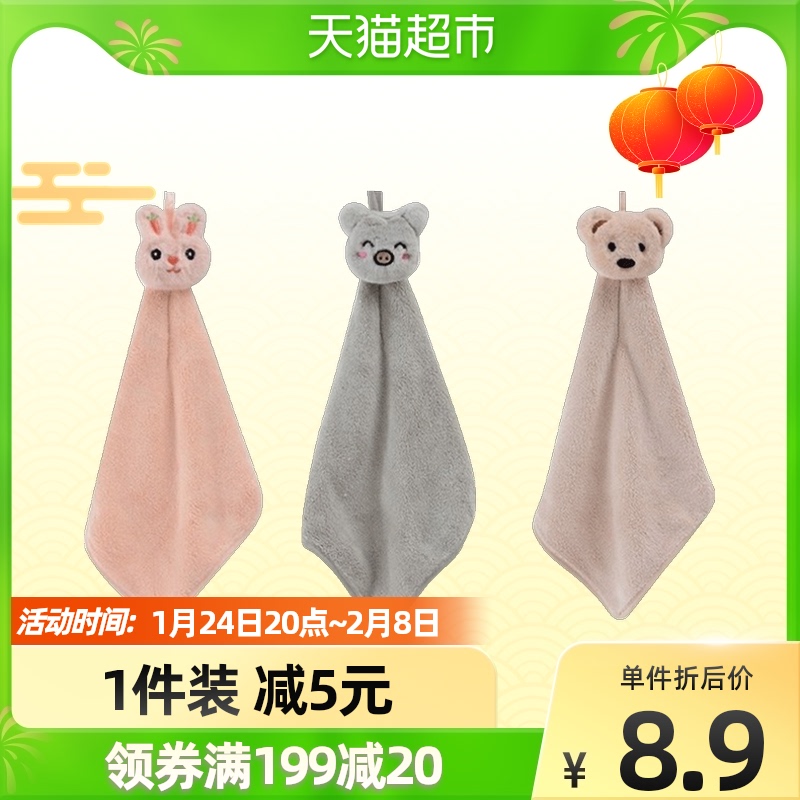 天猫超市
活动时间: 1月24日20点~2月8日
1件装 减5元
领券满199减20
单件折后价
¥ 8.9